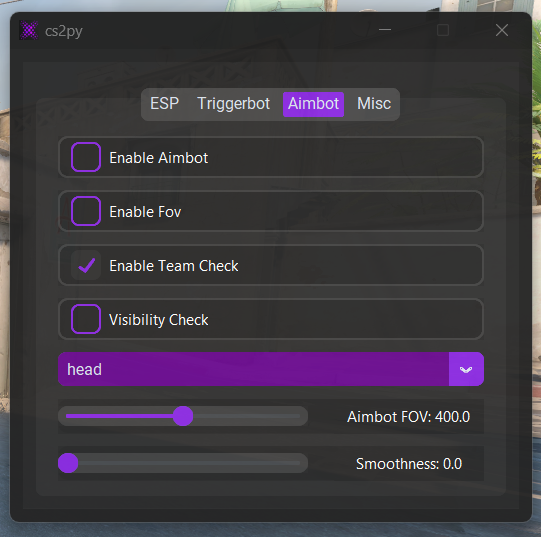 cs2py
ESP Triggerbot Aimbot Misc
Enable Aimbot
Enable Fov
Enable Team Check
Visibility Check
head
Aimbot FOV: 400.0
Smoothness: 0.0